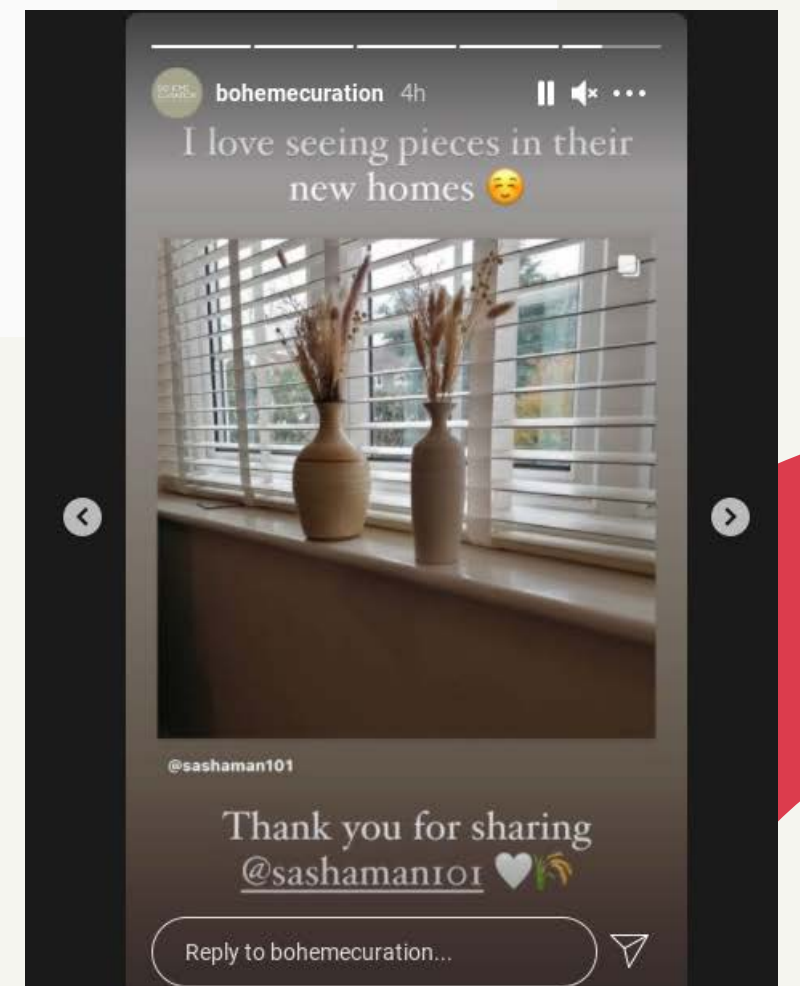 bohemecuration 4h
I love seeing pieces in their
new homes ☺️
@sashaman101
Thank you for sharing
@sashaman101 🤍🌾
Reply to bohemecuration...